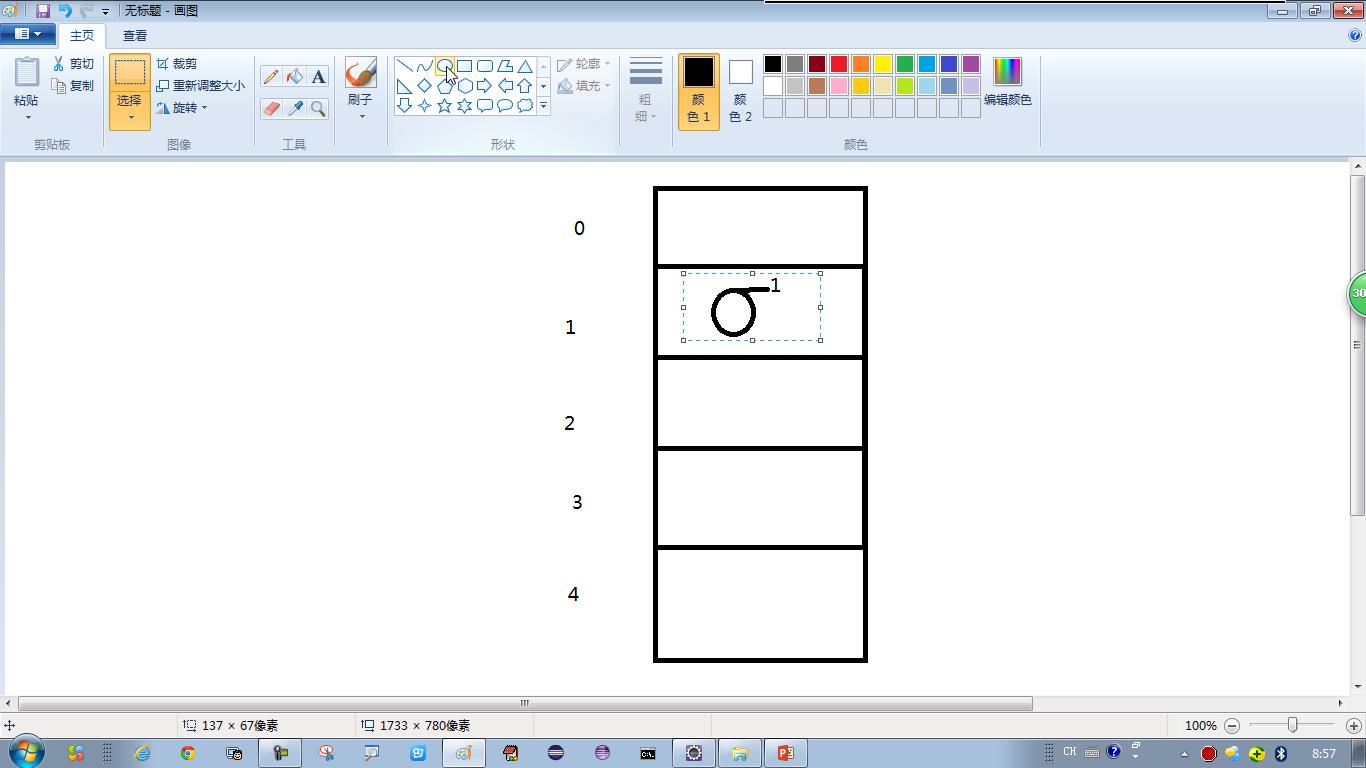 无标题 - 画图
主页 查看
粘贴 剪切 复制 选择 裁剪 重新调整大小 旋转 A 刷子 轮廓 填充 粗细 颜色 1 颜色 2 编辑颜色
剪贴板 图像 工具 形状 颜色
0
1
1
2
3
4
30
137 × 67像素 1733 × 780像素 100%
CH 8:57